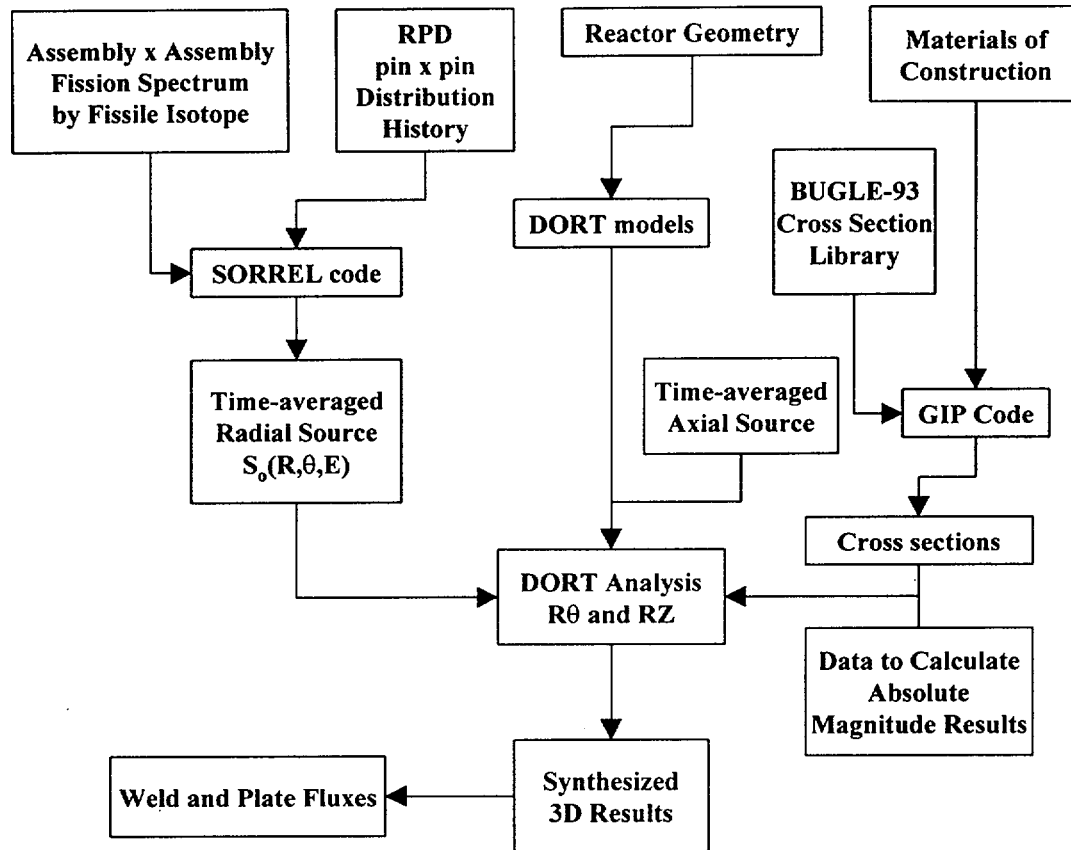 Assembly x Assembly
Fission Spectrum
by Fissile Isotope
RPD
pin x pin
Distribution
History
Reactor Geometry
Materials of
Construction
BUGLE-93
Cross Section
Library
DORT models
SORREL code
Time-averaged
Radial Source
Sₒ(R,θ,E)
Time-averaged
Axial Source
GIP Code
Cross sections
DORT Analysis
Rθ and RZ
Data to Calculate
Absolute
Magnitude Results
Synthesized
3D Results
Weld and Plate Fluxes